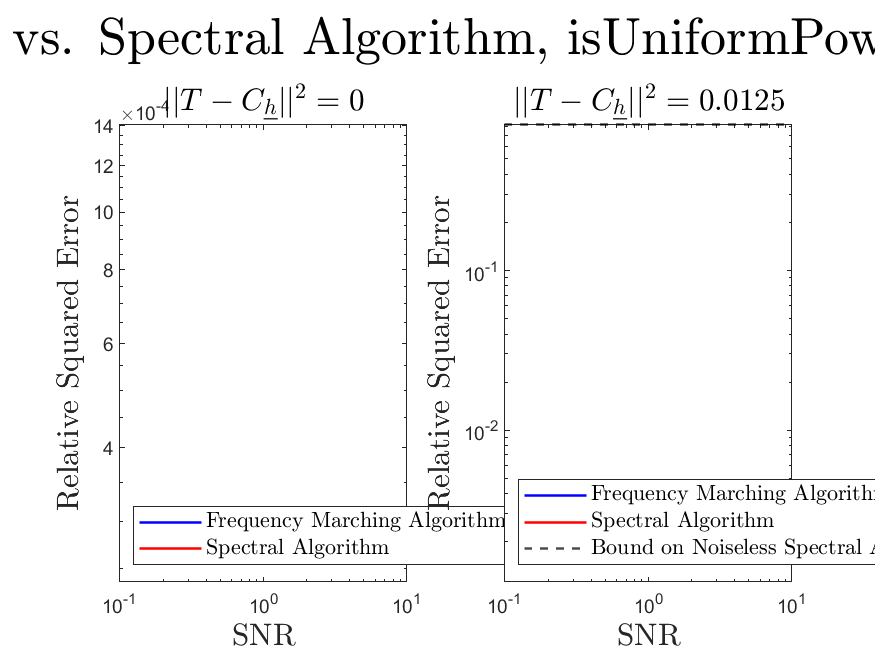 vs. Spectral Algorithm, isUniformPow
||T − C_h||² = 0
||T − C_h||² = 0.0125
×10⁻⁴
14
12
10
8
6
4
Relative Squared Error
Frequency Marching Algorithm
Spectral Algorithm
10⁻¹
10⁰
10¹
SNR
10⁻¹
10⁻²
Relative Squared Error
Frequency Marching Algorith
Spectral Algorithm
Bound on Noiseless Spectral A
10⁻¹
10⁰
10¹
SNR